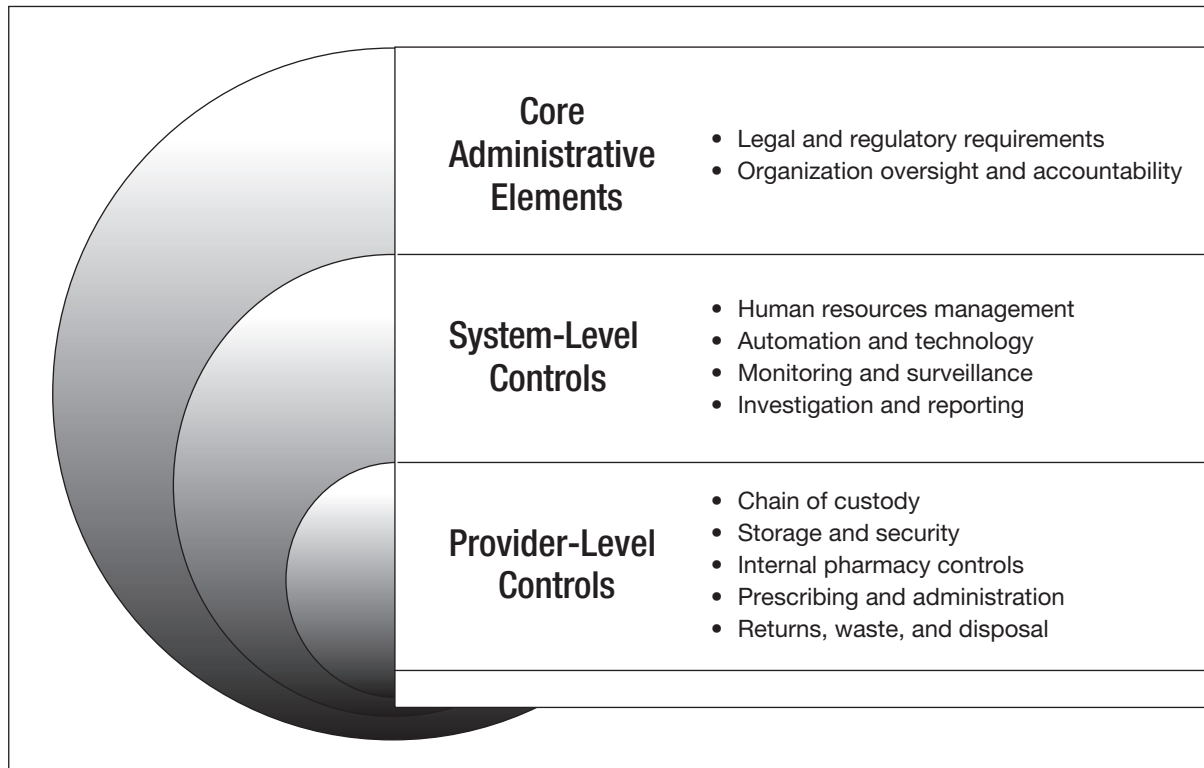 Core
Administrative
Elements
• Legal and regulatory requirements
• Organization oversight and accountability
System-Level
Controls
• Human resources management
• Automation and technology
• Monitoring and surveillance
• Investigation and reporting
Provider-Level
Controls
• Chain of custody
• Storage and security
• Internal pharmacy controls
• Prescribing and administration
• Returns, waste, and disposal